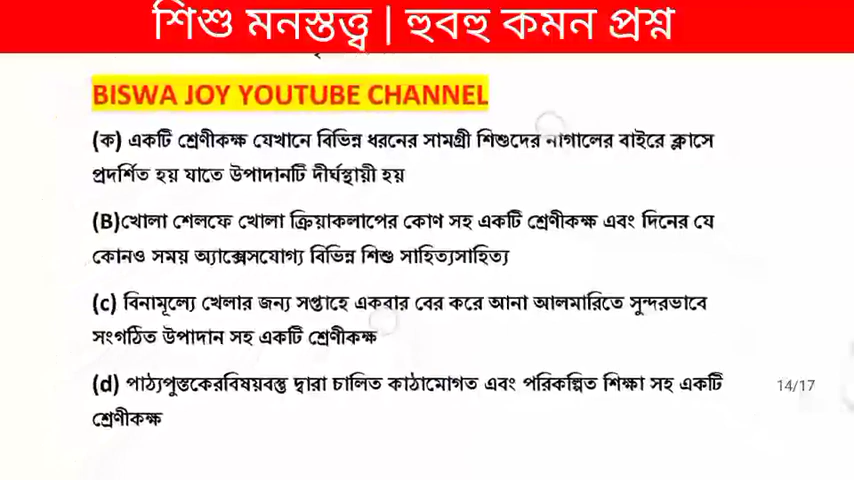 শিশু মনস্তত্ত্ব | হুবহু কমন প্রশ্ন
BISWA JOY YOUTUBE CHANNEL
(ক) একটি শ্রেণীকক্ষ যেখানে বিভিন্ন ধরনের সামগ্রী শিশুদের নাগালের বাইরে ক্লাসে
প্রদর্শিত হয় যাতে উপাদানটি দীর্ঘস্থায়ী হয়
(B)খোলা শেলফে খোলা ক্রিয়াকলাপের কোণ সহ একটি শ্রেণীকক্ষ এবং দিনের যে
কোনও সময় অ্যাক্সেসযোগ্য বিভিন্ন শিশু সাহিত্যসাহিত্য
(c) বিনামূল্যে খেলার জন্য সপ্তাহে একবার বের করে আনা আলমারিতে সুন্দরভাবে
সংগঠিত উপাদান সহ একটি শ্রেণীকক্ষ
(d) পাঠ্যপুস্তকেরবিষয়বস্তু দ্বারা চালিত কাঠামোগত এবং পরিকল্পিত শিক্ষা সহ একটি
14/17
শ্রেণীকক্ষ